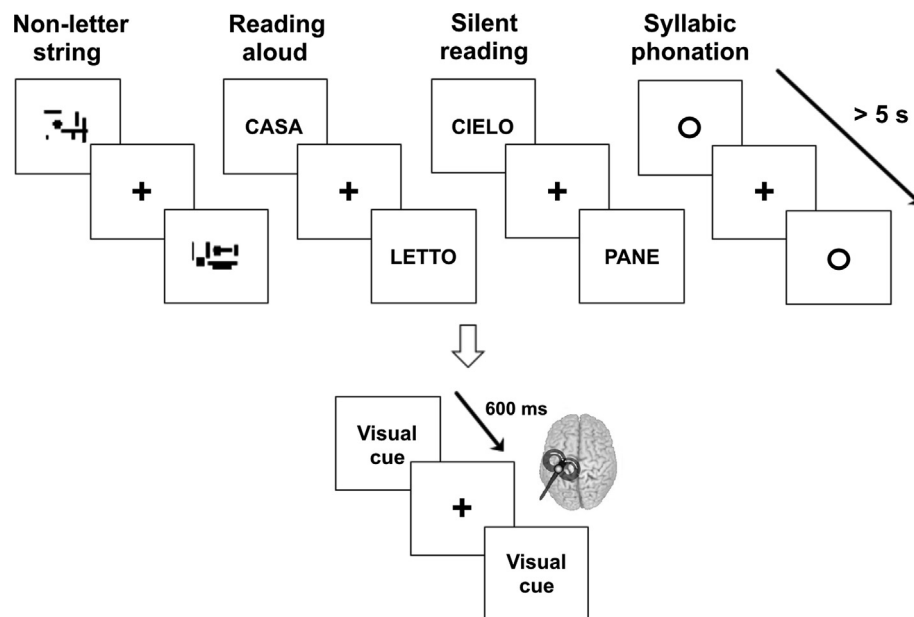 Non-letter
string
Reading
aloud
Silent
reading
Syllabic
phonation
> 5 s
CASA
CIELO
LETTO
PANE
600 ms
Visual
cue
Visual
cue